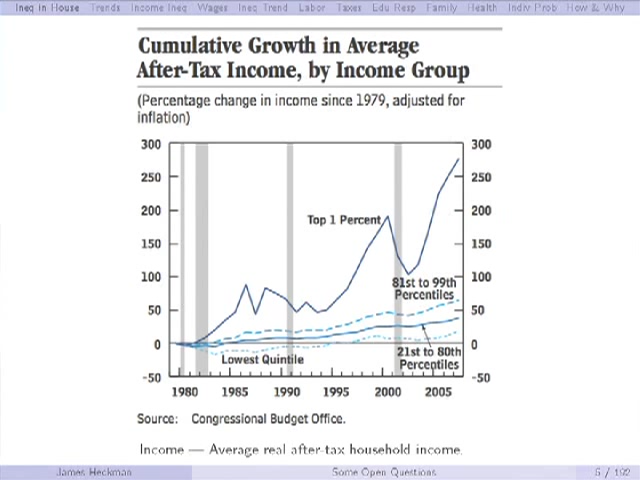 Ineq in House Trends Income Ineq Wages Ineq Trend Labor Taxes Edu Resp Family Health Indiv Prob How & Why
Cumulative Growth in Average
After-Tax Income, by Income Group
(Percentage change in income since 1979, adjusted for
inflation)
300 300
250 250
200 200
Top 1 Percent
150 150
100 100
81st to 99th
Percentiles
50 50
0 0
21st to 80th
Percentiles
Lowest Quintile
-50 -50
1980 1985 1990 1995 2000 2005
Source: Congressional Budget Office.
Income — Average real after-tax household income.
James Heckman Some Open Questions 5 / 192